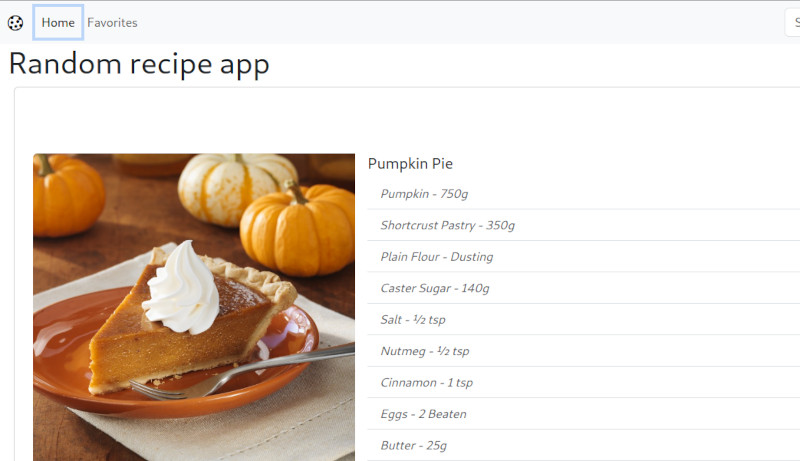 Home Favorites
Random recipe app
Pumpkin Pie
Pumpkin - 750g
Shortcrust Pastry - 350g
Plain Flour - Dusting
Caster Sugar - 140g
Salt - ½ tsp
Nutmeg - ½ tsp
Cinnamon - 1 tsp
Eggs - 2 Beaten
Butter - 25g